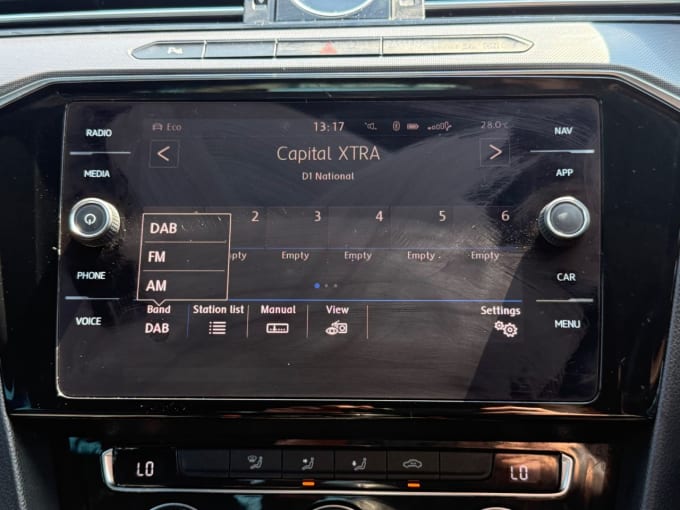 Eco 13:17 28.0°C
RADIO NAV
< Capital XTRA >
D1 National
MEDIA APP
2 3 4 5 6
DAB
FM
AM
Empty Empty Empty Empty
PHONE CAR
Band Station list Manual View Settings
DAB
VOICE MENU
LO LO